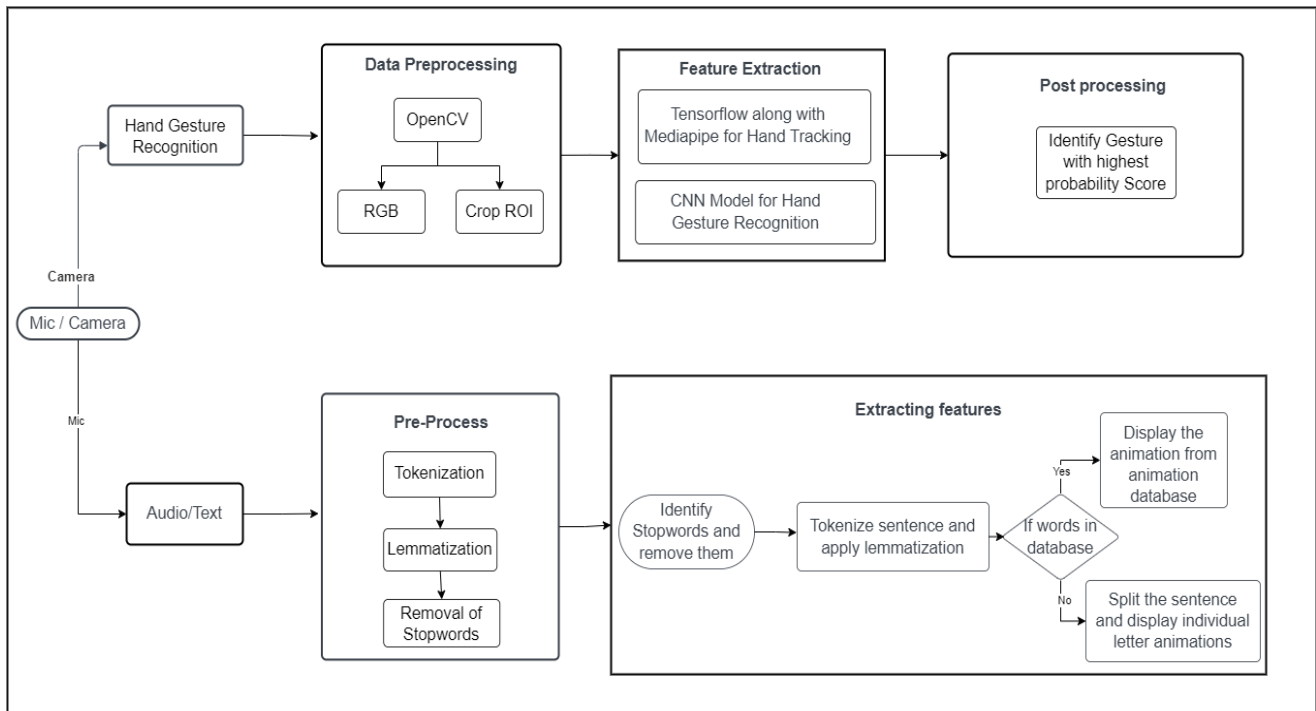 Data Preprocessing
Feature Extraction
Post processing
Hand Gesture
Recognition
OpenCV
RGB
Crop ROI
Tensorflow along with
Mediapipe for Hand Tracking
CNN Model for Hand
Gesture Recognition
Identify Gesture
with highest
probability Score
Camera
Mic / Camera
Mic
Audio/Text
Pre-Process
Tokenization
Lemmatization
Removal of
Stopwords
Extracting features
Identify
Stopwords and
remove them
Tokenize sentence and
apply lemmatization
If words in
database
Yes
Display the
animation from
animation
database
No
Split the sentence
and display individual
letter animations